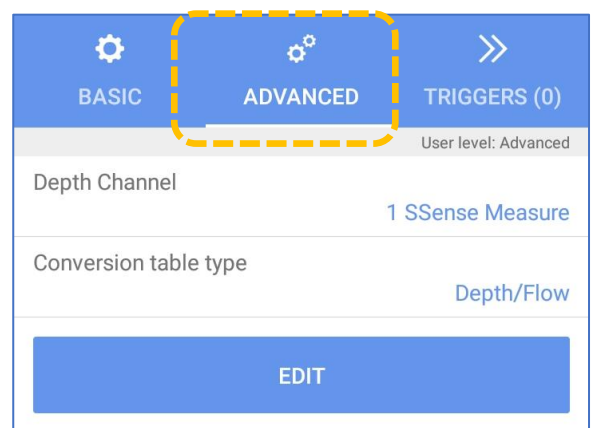 BASIC ADVANCED TRIGGERS (0)
User level: Advanced
Depth Channel
1 SSense Measure
Conversion table type
Depth/Flow
EDIT